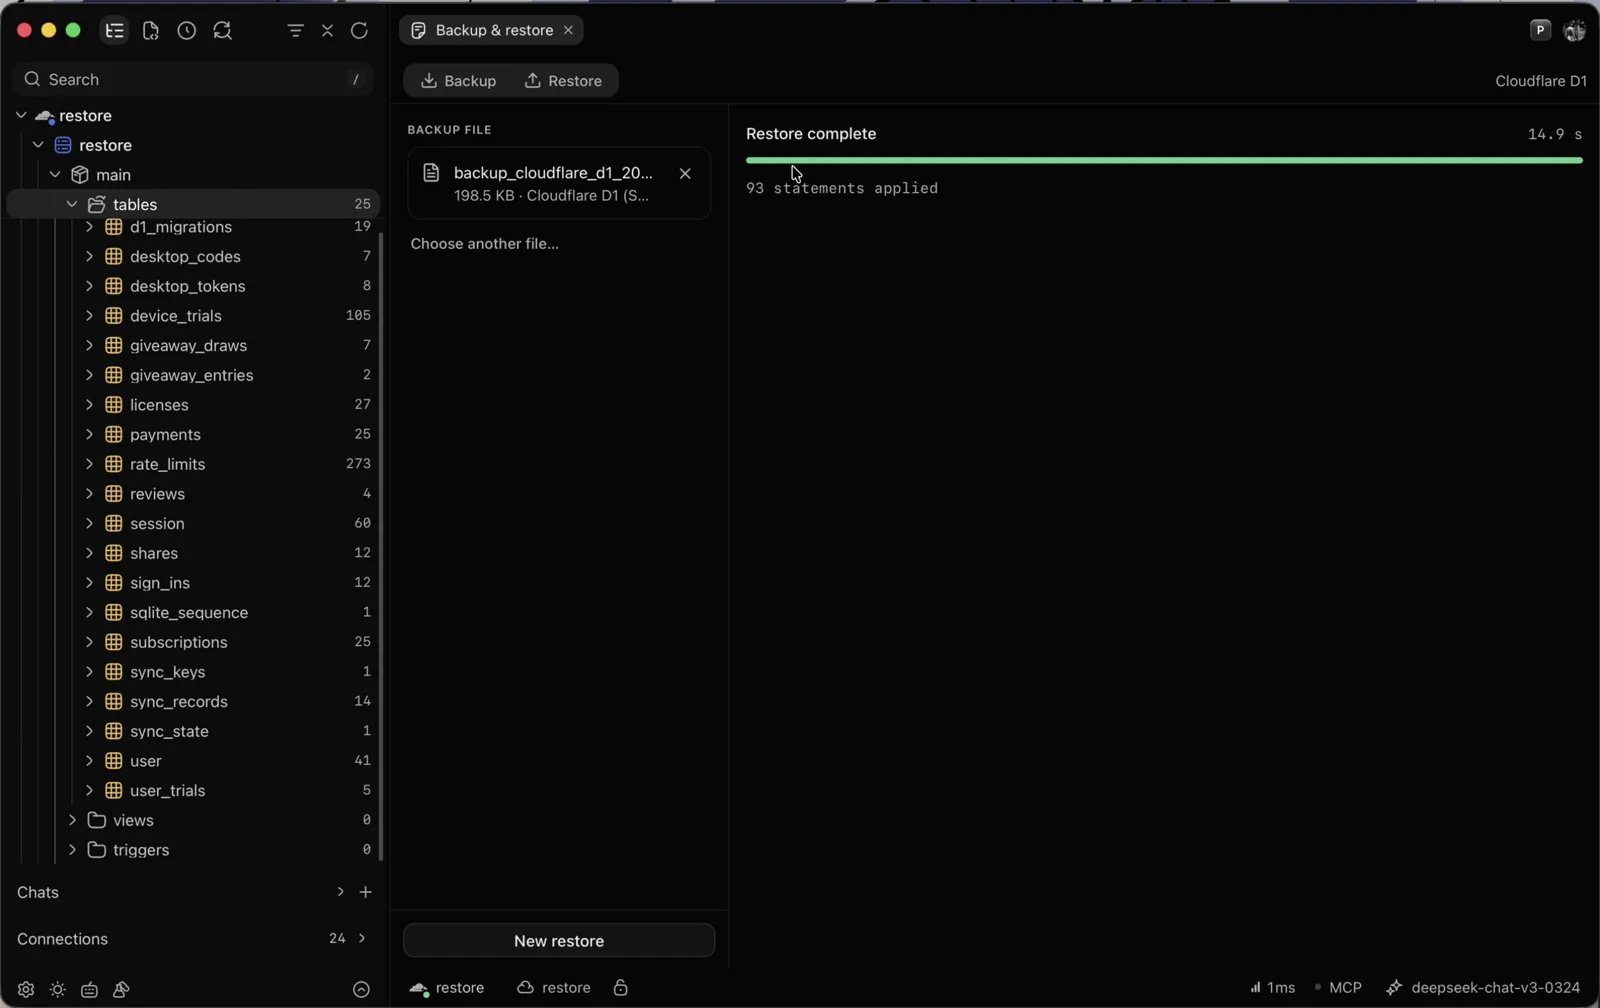 Backup & restore
P
Search
/
Backup
Restore
Cloudflare D1
restore
restore
main
tables 25
d1_migrations 19
desktop_codes 7
desktop_tokens 8
device_trials 105
giveaway_draws 7
giveaway_entries 2
licenses 27
payments 25
rate_limits 273
reviews 4
session 60
shares 12
sign_ins 12
sqlite_sequence 1
subscriptions 25
sync_keys 1
sync_records 14
sync_state 1
user 41
user_trials 5
views 0
triggers 0
Chats
Connections 24
BACKUP FILE
backup_cloudflare_d1_20...
198.5 KB · Cloudflare D1 (S...
Choose another file...
New restore
Restore complete 14.9 s
93 statements applied
restore
restore
1ms
MCP
deepseek-chat-v3-0324